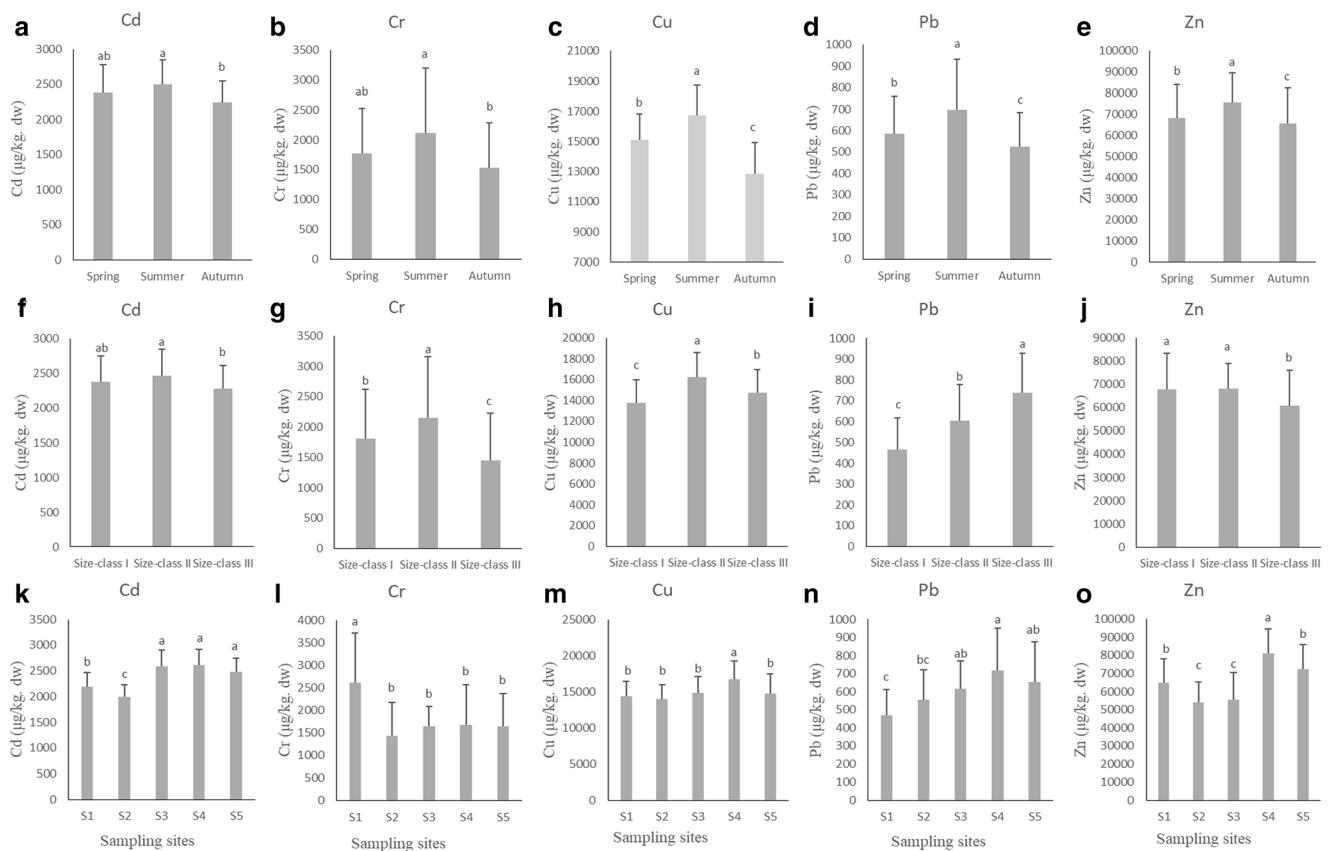 a Cd
Cd (µg/kg. dw)
3000
2500
2000
1500
1000
500
0
ab a b
Spring Summer Autumn
b Cr
Cr (µg/kg. dw)
3500
3000
2500
2000
1500
1000
500
0
ab a b
Spring Summer Autumn
c Cu
Cu (µg/kg. dw)
21000
19000
17000
15000
13000
11000
9000
7000
b a c
Spring Summer Autumn
d Pb
Pb (µg/kg. dw)
1000
900
800
700
600
500
400
300
200
100
0
b a c
Spring Summer Autumn
e Zn
Zn (µg/kg. dw)
100000
90000
80000
70000
60000
50000
40000
30000
20000
10000
0
b a c
Spring Summer Autumn
f Cd
Cd (µg/kg. dw)
3000
2500
2000
1500
1000
500
0
ab a b
Size-class I Size-class II Size-class III
g Cr
Cr (µg/kg. dw)
3500
3000
2500
2000
1500
1000
500
0
b a c
Size-class I Size-class II Size-class III
h Cu
Cu (µg/kg. dw)
20000
18000
16000
14000
12000
10000
8000
6000
4000
2000
0
c a b
Size-class I Size-class II Size-class III
i Pb
Pb (µg/kg. dw)
1000
900
800
700
600
500
400
300
200
100
0
c b a
Size-class I Size-class II Size-class III
j Zn
Zn (µg/kg. dw)
90000
80000
70000
60000
50000
40000
30000
20000
10000
0
a a b
Size-class I Size-class II Size-class III
k Cd
Cd (µg/kg. dw)
3500
3000
2500
2000
1500
1000
500
0
b c a a a
S1 S2 S3 S4 S5
Sampling sites
l Cr
Cr (µg/kg. dw)
4000
3500
3000
2500
2000
1500
1000
500
0
a b b b b
S1 S2 S3 S4 S5
Sampling sites
m Cu
Cu (µg/kg. dw)
25000
20000
15000
10000
5000
0
b b b a b
S1 S2 S3 S4 S5
Sampling sites
n Pb
Pb (µg/kg. dw)
1000
900
800
700
600
500
400
300
200
100
0
c bc ab a ab
S1 S2 S3 S4 S5
Sampling sites
o Zn
Zn (µg/kg. dw)
100000
90000
80000
70000
60000
50000
40000
30000
20000
10000
0
b c c a b
S1 S2 S3 S4 S5
Sampling sites